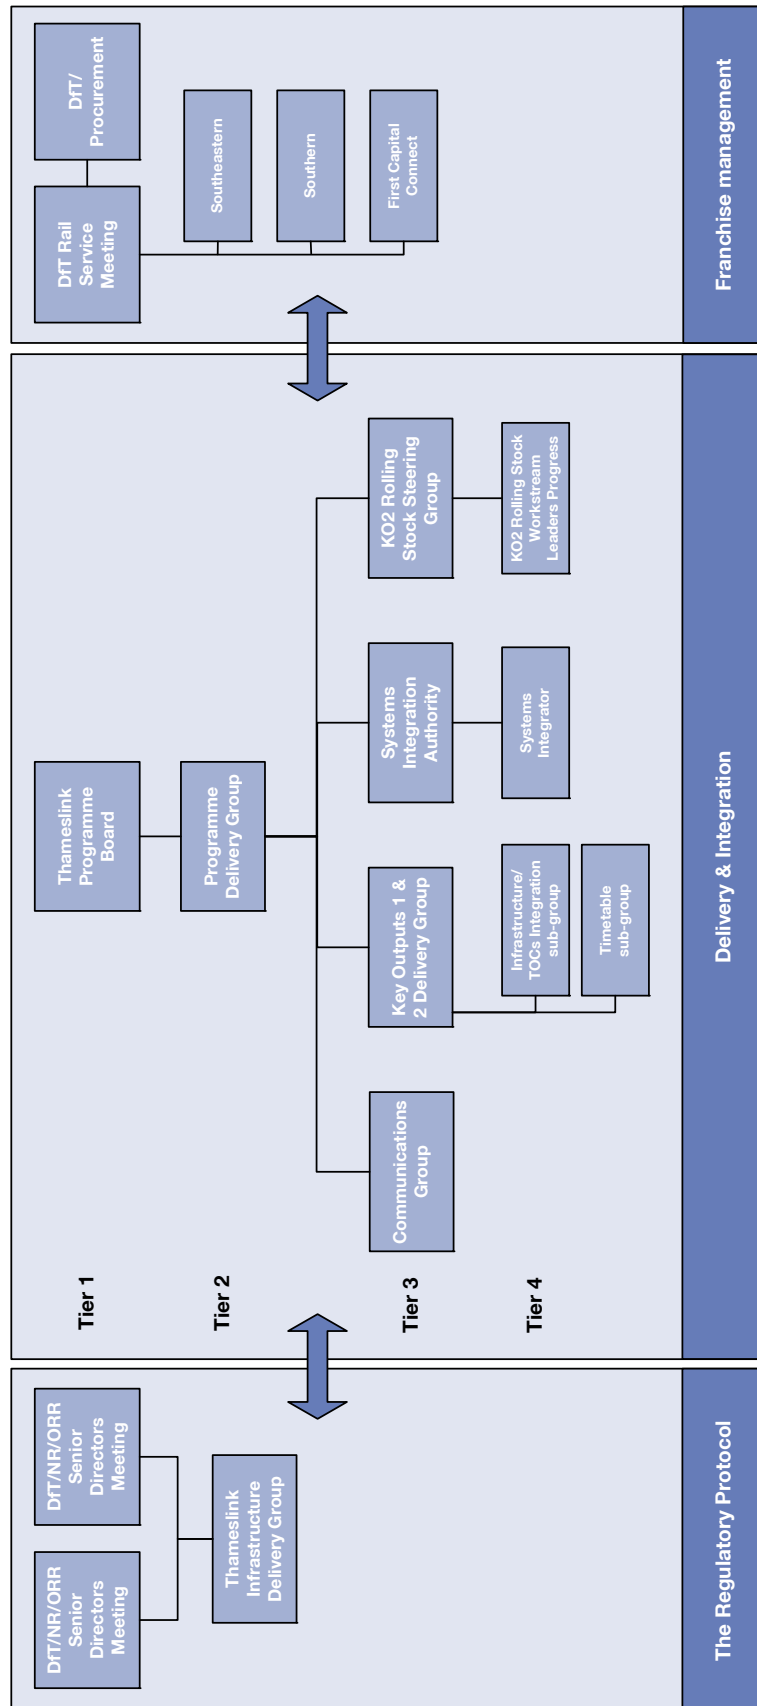 DfT/NR/ORR
Senior
Directors
Meeting
DfT/NR/ORR
Senior
Directors
Meeting
Thameslink
Infrastructure
Delivery Group
The Regulatory Protocol
Tier 1
Tier 2
Tier 3
Tier 4
Thameslink
Programme
Board
Programme
Delivery Group
Communications
Group
Key Outputs 1 &
2 Delivery Group
Systems
Integration
Authority
KO2 Rolling
Stock Steering
Group
Infrastructure/
TOCs Integration
sub-group
Timetable
sub-group
Systems
Integrator
KO2 Rolling Stock
Workstream
Leaders Progress
Delivery & Integration
DfT Rail
Service
Meeting
DfT/
Procurement
Southeastern
Southern
First Capital
Connect
Franchise management